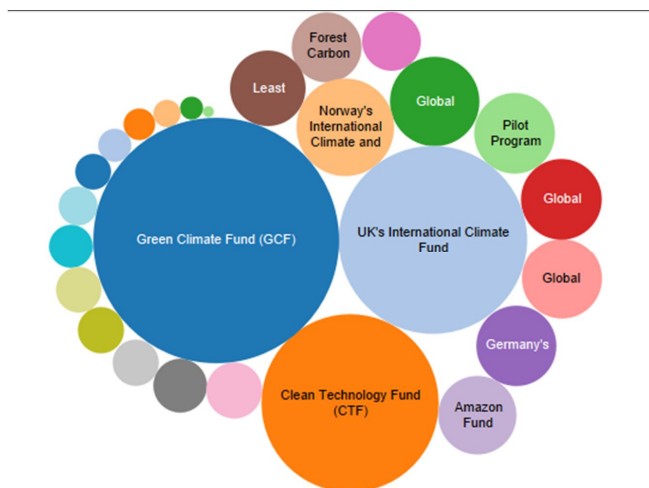 Forest
Carbon
Least
Global
Norway's
International
Climate and
Pilot
Program
Global
Green Climate Fund (GCF)
UK's International Climate
Fund
Global
Germany's
Clean Technology Fund
(CTF)
Amazon
Fund